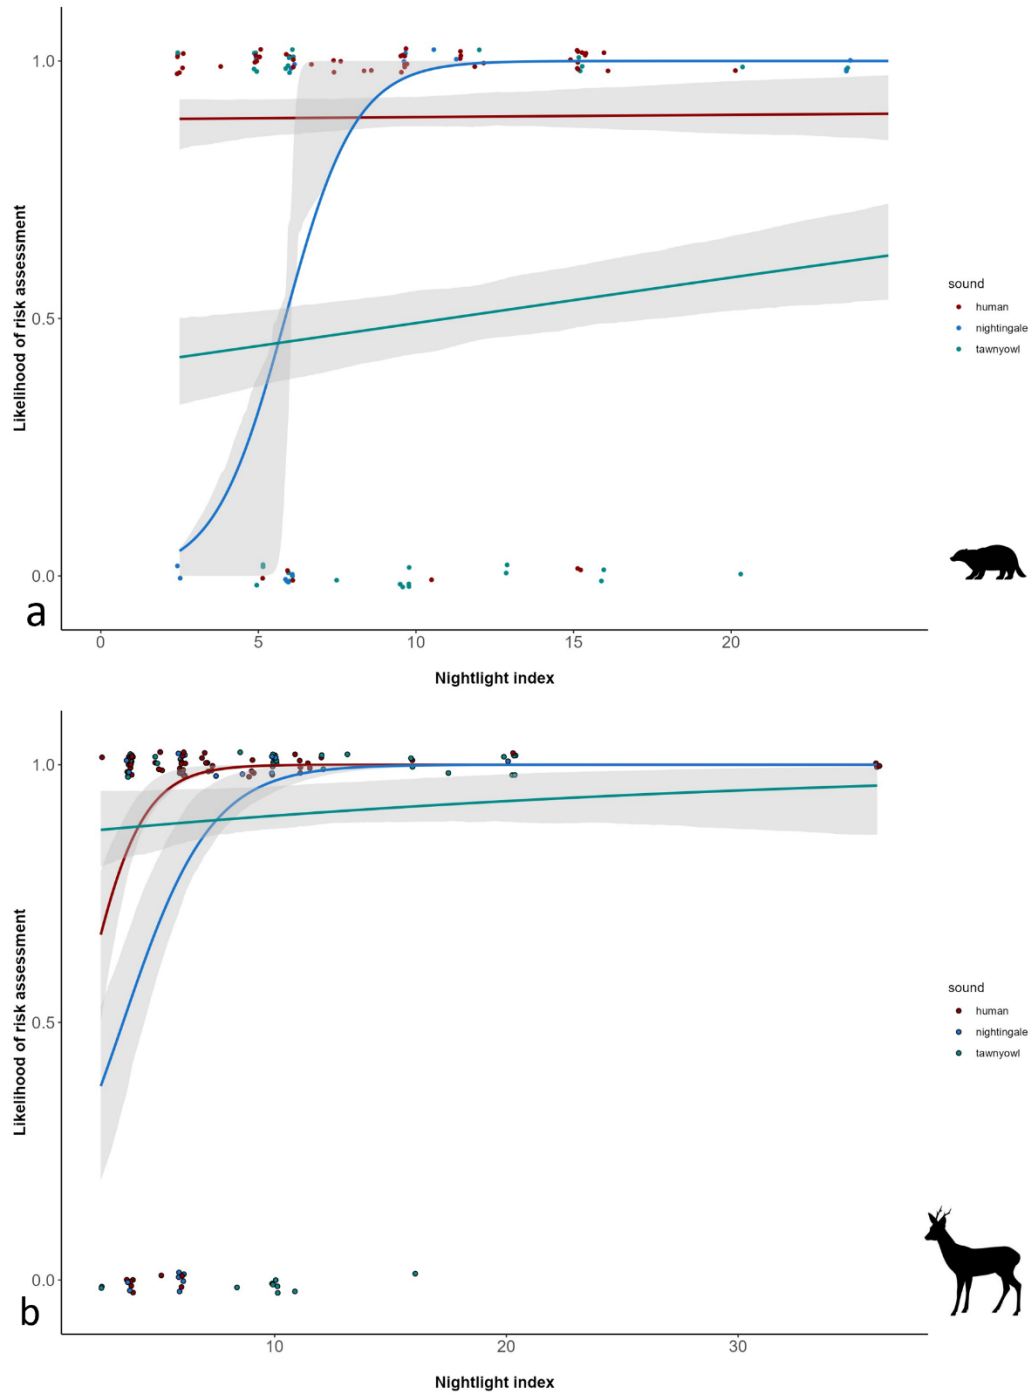 1.0
0.5
0.0
Likelihood of risk assessment
a
0
5
10
15
20
Nightlight index
sound
human
nightingale
tawnyowl
1.0
0.5
0.0
Likelihood of risk assessment
b
10
20
30
Nightlight index
sound
human
nightingale
tawnyowl